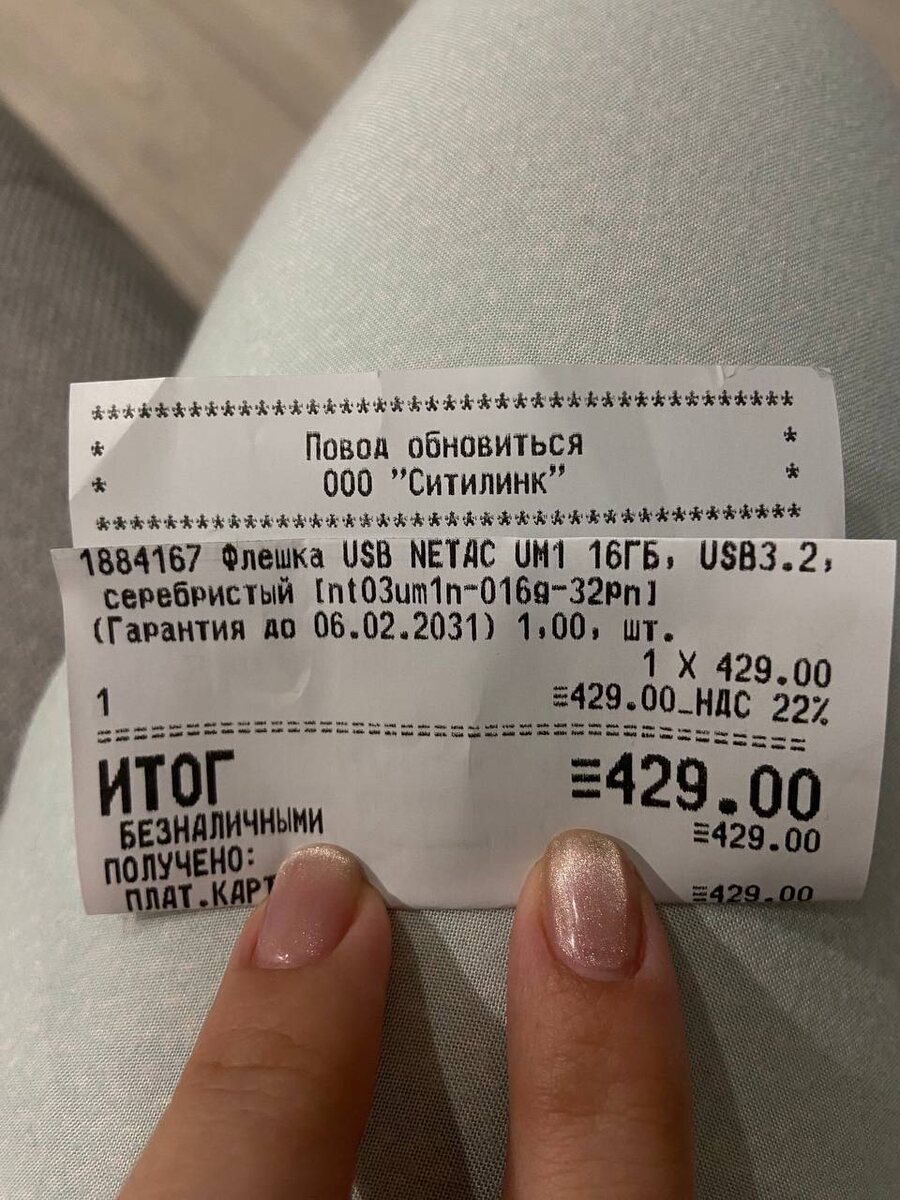 ********************************************
* Повод обновиться *
* ООО "Ситилинк" *
********************************************
1884167 Флешка USB NETAC UM1 16ГБ, USB3.2,
серебристый [nt03um1n-016g-32pn]
(Гарантия до 06.02.2031) 1,00, шт.
1 X 429.00
1 ≡429.00_НДС 22%
============================================
ИТОГ ≡429.00
БЕЗНАЛИЧНЫМИ ≡429.00
ПОЛУЧЕНО:
ПЛАТ.КАРТ ≡429.00